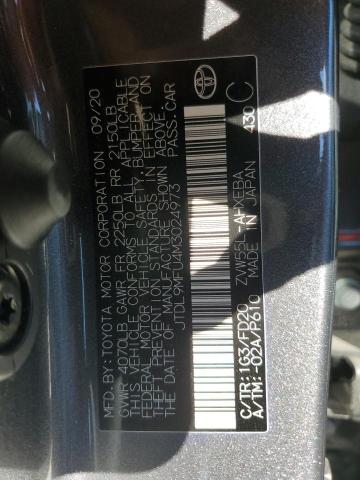 MFD. BY:TOYOTA MOTOR CORPORATION 09/20
GVWR 4070LB GAWR FR 2250LB RR 2150LB
THIS VEHICLE CONFORMS TO ALL APPLICABLE
FEDERAL MOTOR VEHICLE SAFETY, BUMPER, AND
THEFT PREVENTION STANDARDS IN EFFECT
ON THE DATE OF MANUFACTURE SHOWN ABOVE.
JTDL9MFU4M3024973 PASS.CAR
ZVW55L-AHXEBA
MADE IN JAPAN 430 C
C/TR:1G3/FD20
A/TM:-02A/P610